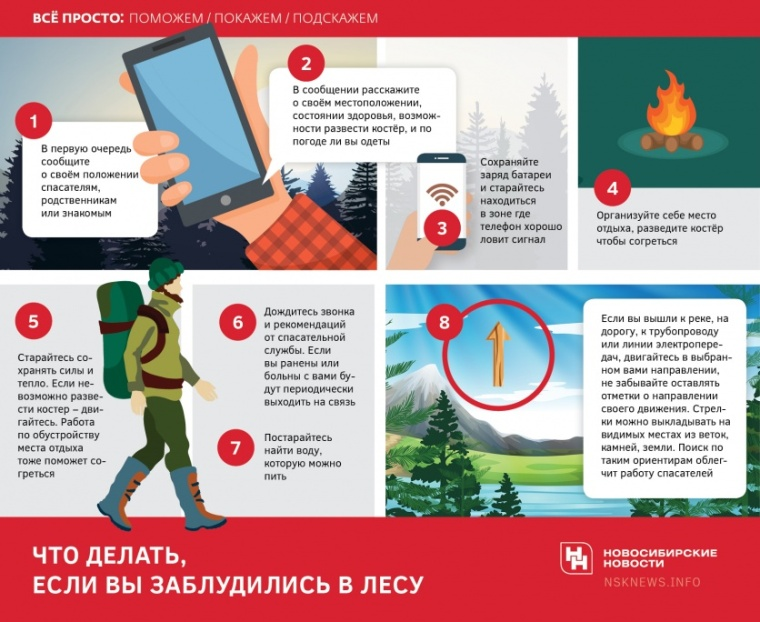 ВСЁ ПРОСТО: ПОМОЖЕМ / ПОКАЖЕМ / ПОДСКАЖЕМ
1
В первую очередь
сообщите
о своём положении
спасателям,
родственникам
или знакомым
2
В сообщении расскажите
о своём местоположении,
состоянии здоровья, возмож-
ности развести костёр, и по
погоде ли вы одеты
3
Сохраняйте
заряд батареи
и старайтесь
находиться
в зоне где
телефон хорошо
ловит сигнал
4
Организуйте себе место
отдыха, разведите костёр
чтобы согреться
5
Старайтесь со-
хранять силы и
тепло. Если не-
возможно разве-
сти костер – дви-
гайтесь. Работа
по обустройству
места отдыха
тоже поможет со-
греться
6
Дождитесь звонка
и рекомендаций
от спасательной
службы. Если
вы ранены или
больны с вами бу-
дут периодически
выходить на связь
7
Постарайтесь
найти воду,
которую можно
пить
8
Если вы вышли к реке, на
дорогу, к трубопроводу
или линии электропере-
дач, двигайтесь в выбран-
ном вами направлении,
не забывайте оставлять
отметки о направлении
своего движения. Стрел-
ки можно выкладывать на
видимых местах из веток,
камней, земли. Поиск по
таким ориентирам облег-
чит работу спасателей
ЧТО ДЕЛАТЬ,
ЕСЛИ ВЫ ЗАБЛУДИЛИСЬ В ЛЕСУ
НН
НОВОСИБИРСКИЕ
НОВОСТИ
NSKNEWS.INFO